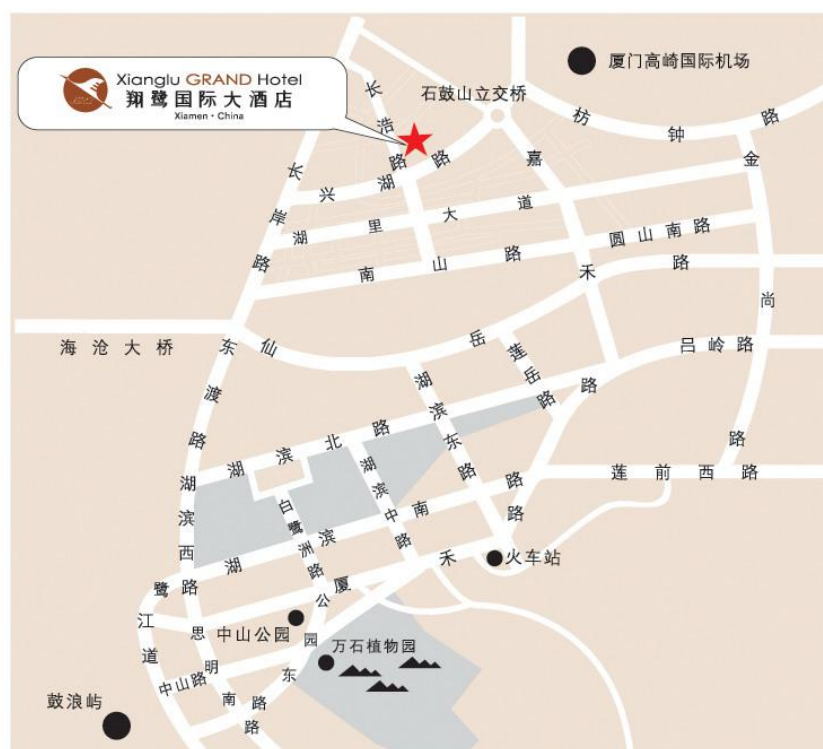 Xianglu GRAND Hotel
翔鹭国际大酒店
Xiamen·China
厦门高崎国际机场
石鼓山立交桥
枋钟路
长浩路
长兴湖路
嘉禾路
金尚路
长岸路
湖里大道
圆山南路
南山路
海沧大桥
东渡路
仙岳路
吕岭路
莲岳路
湖滨东路
湖滨北路
湖滨中路
湖滨西路
湖滨南路
莲前西路
白鹭洲路
火车站
厦禾路
鹭江道
思明南路
中山公园
公园东路
万石植物园
中山路
鼓浪屿